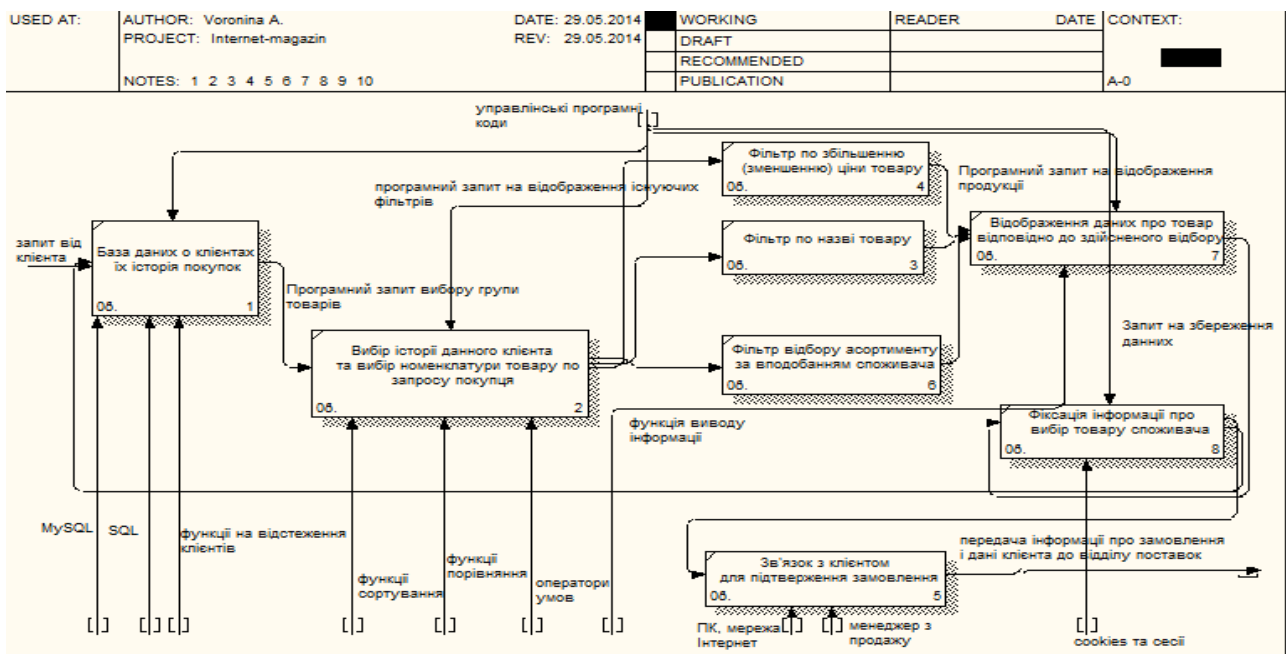 USED AT:
AUTHOR: Voronina A.
DATE: 29.05.2014
PROJECT: Internet-magazin
REV: 29.05.2014
NOTES: 1 2 3 4 5 6 7 8 9 10
WORKING
DRAFT
RECOMMENDED
PUBLICATION
READER
DATE
CONTEXT:
A-0
управлінські програмні
коди
Фільтр по збільшенню
(зменшенню) ціни товару
0б.
4
Програмний запит на відображення
продукції
програмний запит на відображення існуючих
фільтрів
запит від
клієнта
База даних о клієнтах
їх історія покупок
0б.
1
Фільтр по назві товару
0б.
3
Відображення даних про товар
відповідно до здійсненого відбору
0б.
7
Програмний запит вибору групи
товарів
Вибір історії данного клієнта
та вибір номенклатури товару по
запросу покупця
0б.
2
Фільтр відбору асортименту
за вподобанням споживача
0б.
6
Запит на збереження
данних
функція виводу
інформації
Фіксація інформації про
вибір товару споживача
0б.
8
MySQL
SQL
функції на відстеження
клієнтів
функції
сортування
функції
порівняння
оператори
умов
Зв'язок з клієнтом
для підтверження замовлення
0б.
5
передача інформації про замовлення
і дані клієнта до відділу поставок
ПК, мережа
Інтернет
менеджер з
продажу
cookies та сесії